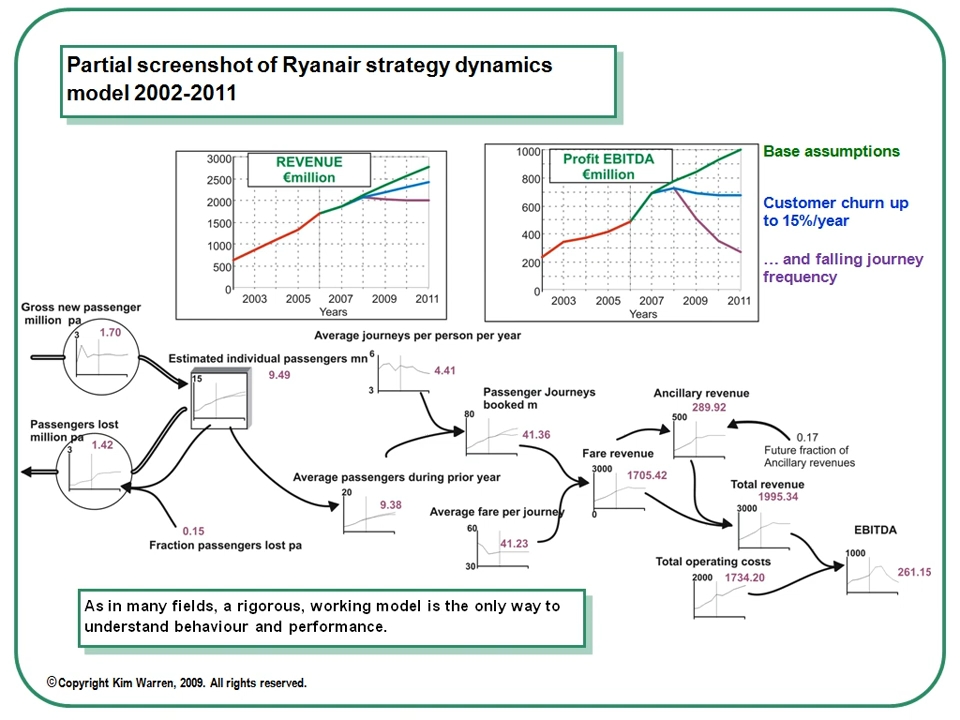 Partial screenshot of Ryanair strategy dynamics
model 2002-2011
REVENUE
€million
3000
2500
2000
1500
1000
500
0
2003
2005
2007
2009
2011
Years
Profit EBITDA
€million
1000
800
600
400
200
0
2003
2005
2007
2009
2011
Years
Base assumptions
Customer churn up
to 15%/year
… and falling journey
frequency
Gross new passenger
million pa
3
1.70
Estimated individual passengers mn
9.49
15
Passengers lost
million pa
3
1.42
0.15
Fraction passengers lost pa
Average journeys per person per year
6
3
4.41
Passenger Journeys
booked m
80
41.36
Average passengers during prior year
20
9.38
Average fare per journey
60
30
41.23
Fare revenue
3000
0
1705.42
Ancillary revenue
289.92
500
0.17
Future fraction of
Ancillary revenues
Total revenue
1995.34
3000
Total operating costs
2000
1734.20
EBITDA
1000
261.15
As in many fields, a rigorous, working model is the only way to
understand behaviour and performance.
©Copyright Kim Warren, 2009. All rights reserved.